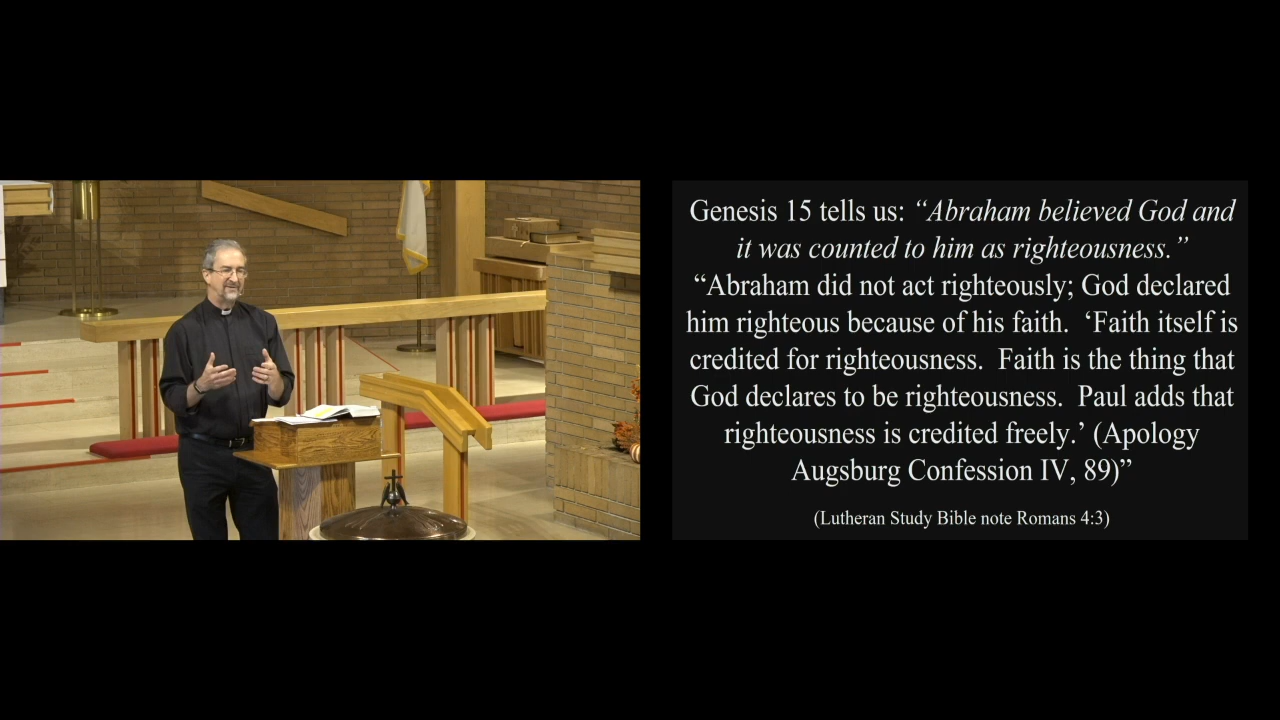 Genesis 15 tells us: “Abraham believed God and
it was counted to him as righteousness.”
“Abraham did not act righteously; God declared
him righteous because of his faith.  ‘Faith itself is
credited for righteousness.  Faith is the thing that
God declares to be righteousness.  Paul adds that
righteousness is credited freely.’ (Apology
Augsburg Confession IV, 89)”
(Lutheran Study Bible note Romans 4:3)